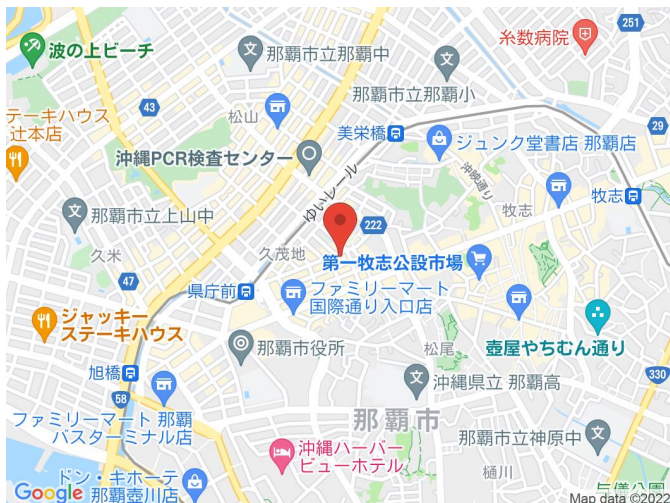 251
糸数病院
波の上ビーチ
那覇市立那覇中
那覇市立那覇小
43
29
テーキハウス
辻本店
松山
美栄橋
ジュンク堂書店 那覇店
沖縄PCR検査センター
沖映通り
牧志
ゆいレール
那覇市立上山中
222
牧志
久米
久茂地
第一牧志公設市場
47
県庁前
ファミリーマート
国際通り入口店
ジャッキー
ステーキハウス
那覇市役所
松尾
壺屋やちむん通り
旭橋
沖縄県立 那覇高
330
58
ファミリーマート 那覇
バスターミナル店
那覇市
那覇市立神原中
沖縄ハーバー
ビューホテル
樋川
ドン・キホーテ
那覇壺川店
与儀公園
Google
Map data ©2022